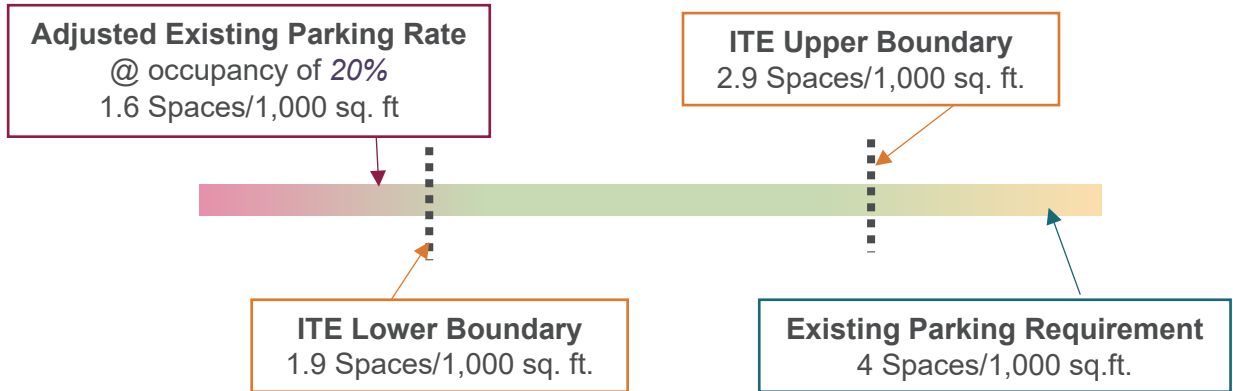 Adjusted Existing Parking Rate
@ occupancy of 20%
1.6 Spaces/1,000 sq. ft
ITE Upper Boundary
2.9 Spaces/1,000 sq. ft.
ITE Lower Boundary
1.9 Spaces/1,000 sq. ft.
Existing Parking Requirement
4 Spaces/1,000 sq.ft.